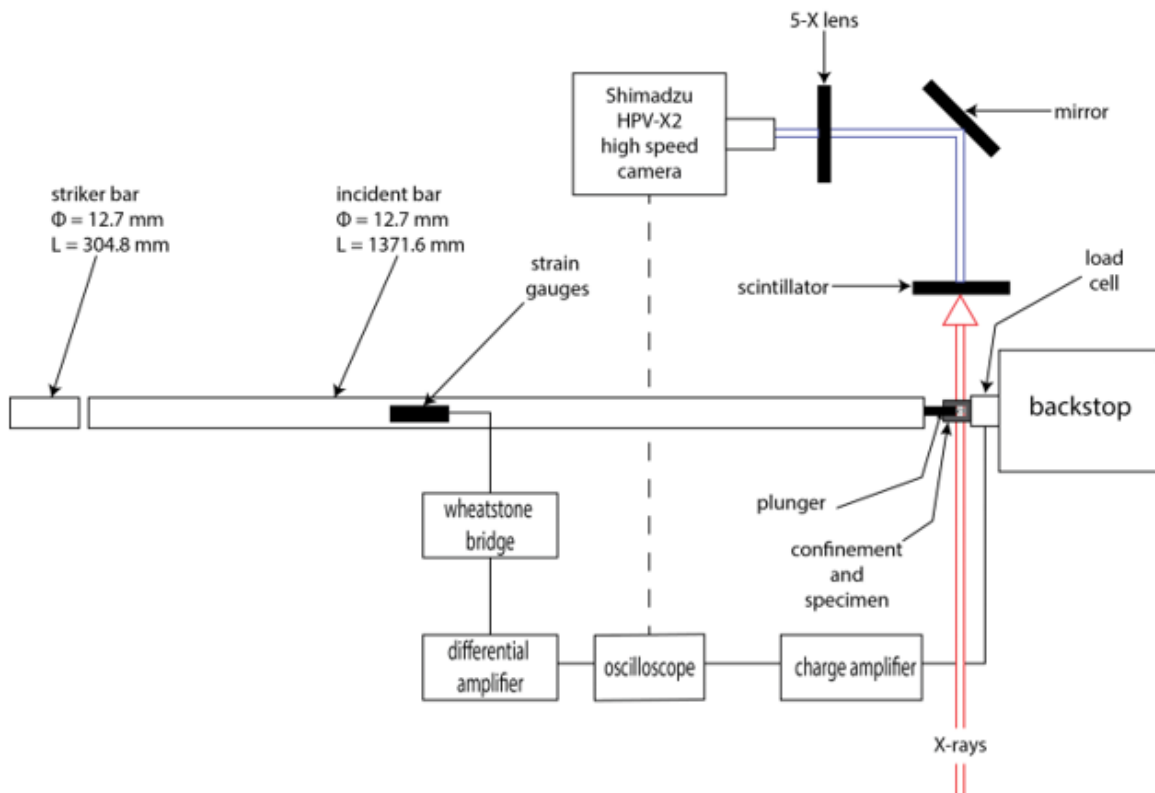 5-X lens
Shimadzu
HPV-X2
high speed
camera
mirror
striker bar
Φ = 12.7 mm
L = 304.8 mm
incident bar
Φ = 12.7 mm
L = 1371.6 mm
strain
gauges
scintillator
load
cell
backstop
plunger
confinement
and
specimen
wheatstone
bridge
differential
amplifier
oscilloscope
charge amplifier
X-rays